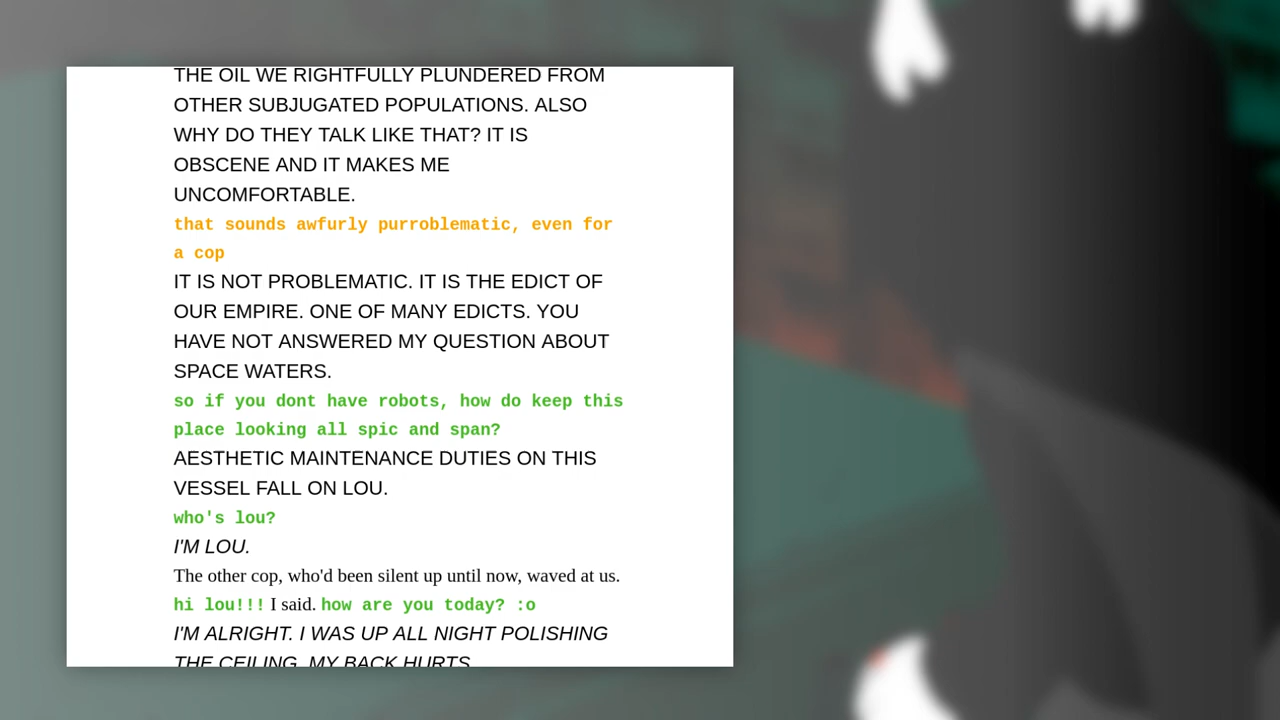 THE OIL WE RIGHTFULLY PLUNDERED FROM
OTHER SUBJUGATED POPULATIONS. ALSO
WHY DO THEY TALK LIKE THAT? IT IS
OBSCENE AND IT MAKES ME
UNCOMFORTABLE.
that sounds awfurly purroblematic, even for
a cop
IT IS NOT PROBLEMATIC. IT IS THE EDICT OF
OUR EMPIRE. ONE OF MANY EDICTS. YOU
HAVE NOT ANSWERED MY QUESTION ABOUT
SPACE WATERS.
so if you dont have robots, how do keep this
place looking all spic and span?
AESTHETIC MAINTENANCE DUTIES ON THIS
VESSEL FALL ON LOU.
who's lou?
I'M LOU.
The other cop, who'd been silent up until now, waved at us.
hi lou!!! I said. how are you today? :o
I'M ALRIGHT. I WAS UP ALL NIGHT POLISHING
THE CEILING. MY BACK HURTS.